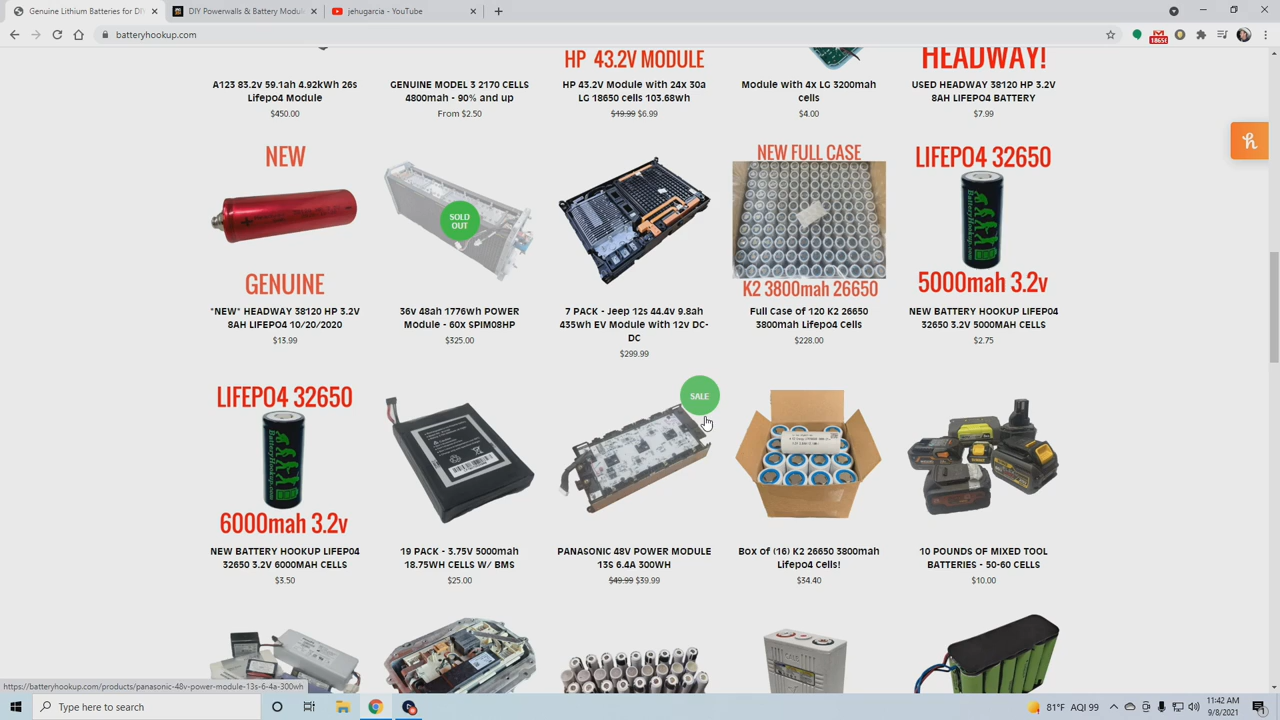 Genuine Lithium Batteries for DI
DIY Powerwalls & Battery Modul
jehugarcia - YouTube
batteryhookup.com
HP 43.2V MODULE
HEADWAY!
A123 83.2v 59.1ah 4.92kWh 26s
Lifepo4 Module
$450.00
GENUINE MODEL 3 2170 CELLS
4800mah - 90% and up
From $2.50
HP 43.2V Module with 24x 30a
LG 18650 cells 103.68wh
$19.99 $6.99
Module with 4x LG 3200mah
cells
$4.00
USED HEADWAY 38120 HP 3.2V
8AH LIFEPO4 BATTERY
$7.99
NEW
GENUINE
*NEW* HEADWAY 38120 HP 3.2V
8AH LIFEPO4 10/20/2020
$13.99
SOLD
OUT
36v 48ah 1776wh POWER
Module - 60x SPIM08HP
$325.00
7 PACK - Jeep 12s 44.4v 9.8ah
435wh EV Module with 12v DC-
DC
$299.99
NEW FULL CASE
K2 3800mah 26650
Full Case of 120 K2 26650
3800mah Lifepo4 Cells
$228.00
LIFEPO4 32650
BatteryHookup.com
5000mah 3.2v
NEW BATTERY HOOKUP LIFEP04
32650 3.2V 5000MAH CELLS
$2.75
LIFEPO4 32650
BatteryHookup.com
6000mah 3.2v
NEW BATTERY HOOKUP LIFEP04
32650 3.2V 6000MAH CELLS
$3.50
19 PACK - 3.75V 5000mah
18.75WH CELLS W/ BMS
$25.00
SALE
PANASONIC 48V POWER MODULE
13S 6.4A 300WH
$49.99 $39.99
Box of (16) K2 26650 3800mah
Lifepo4 Cells!
$34.40
10 POUNDS OF MIXED TOOL
BATTERIES - 50-60 CELLS
$10.00
https://batteryhookup.com/products/panasonic-48v-power-module-13s-6-4a-300wh
Type here to search
81°F AQI 99
11:42 AM
9/8/2021